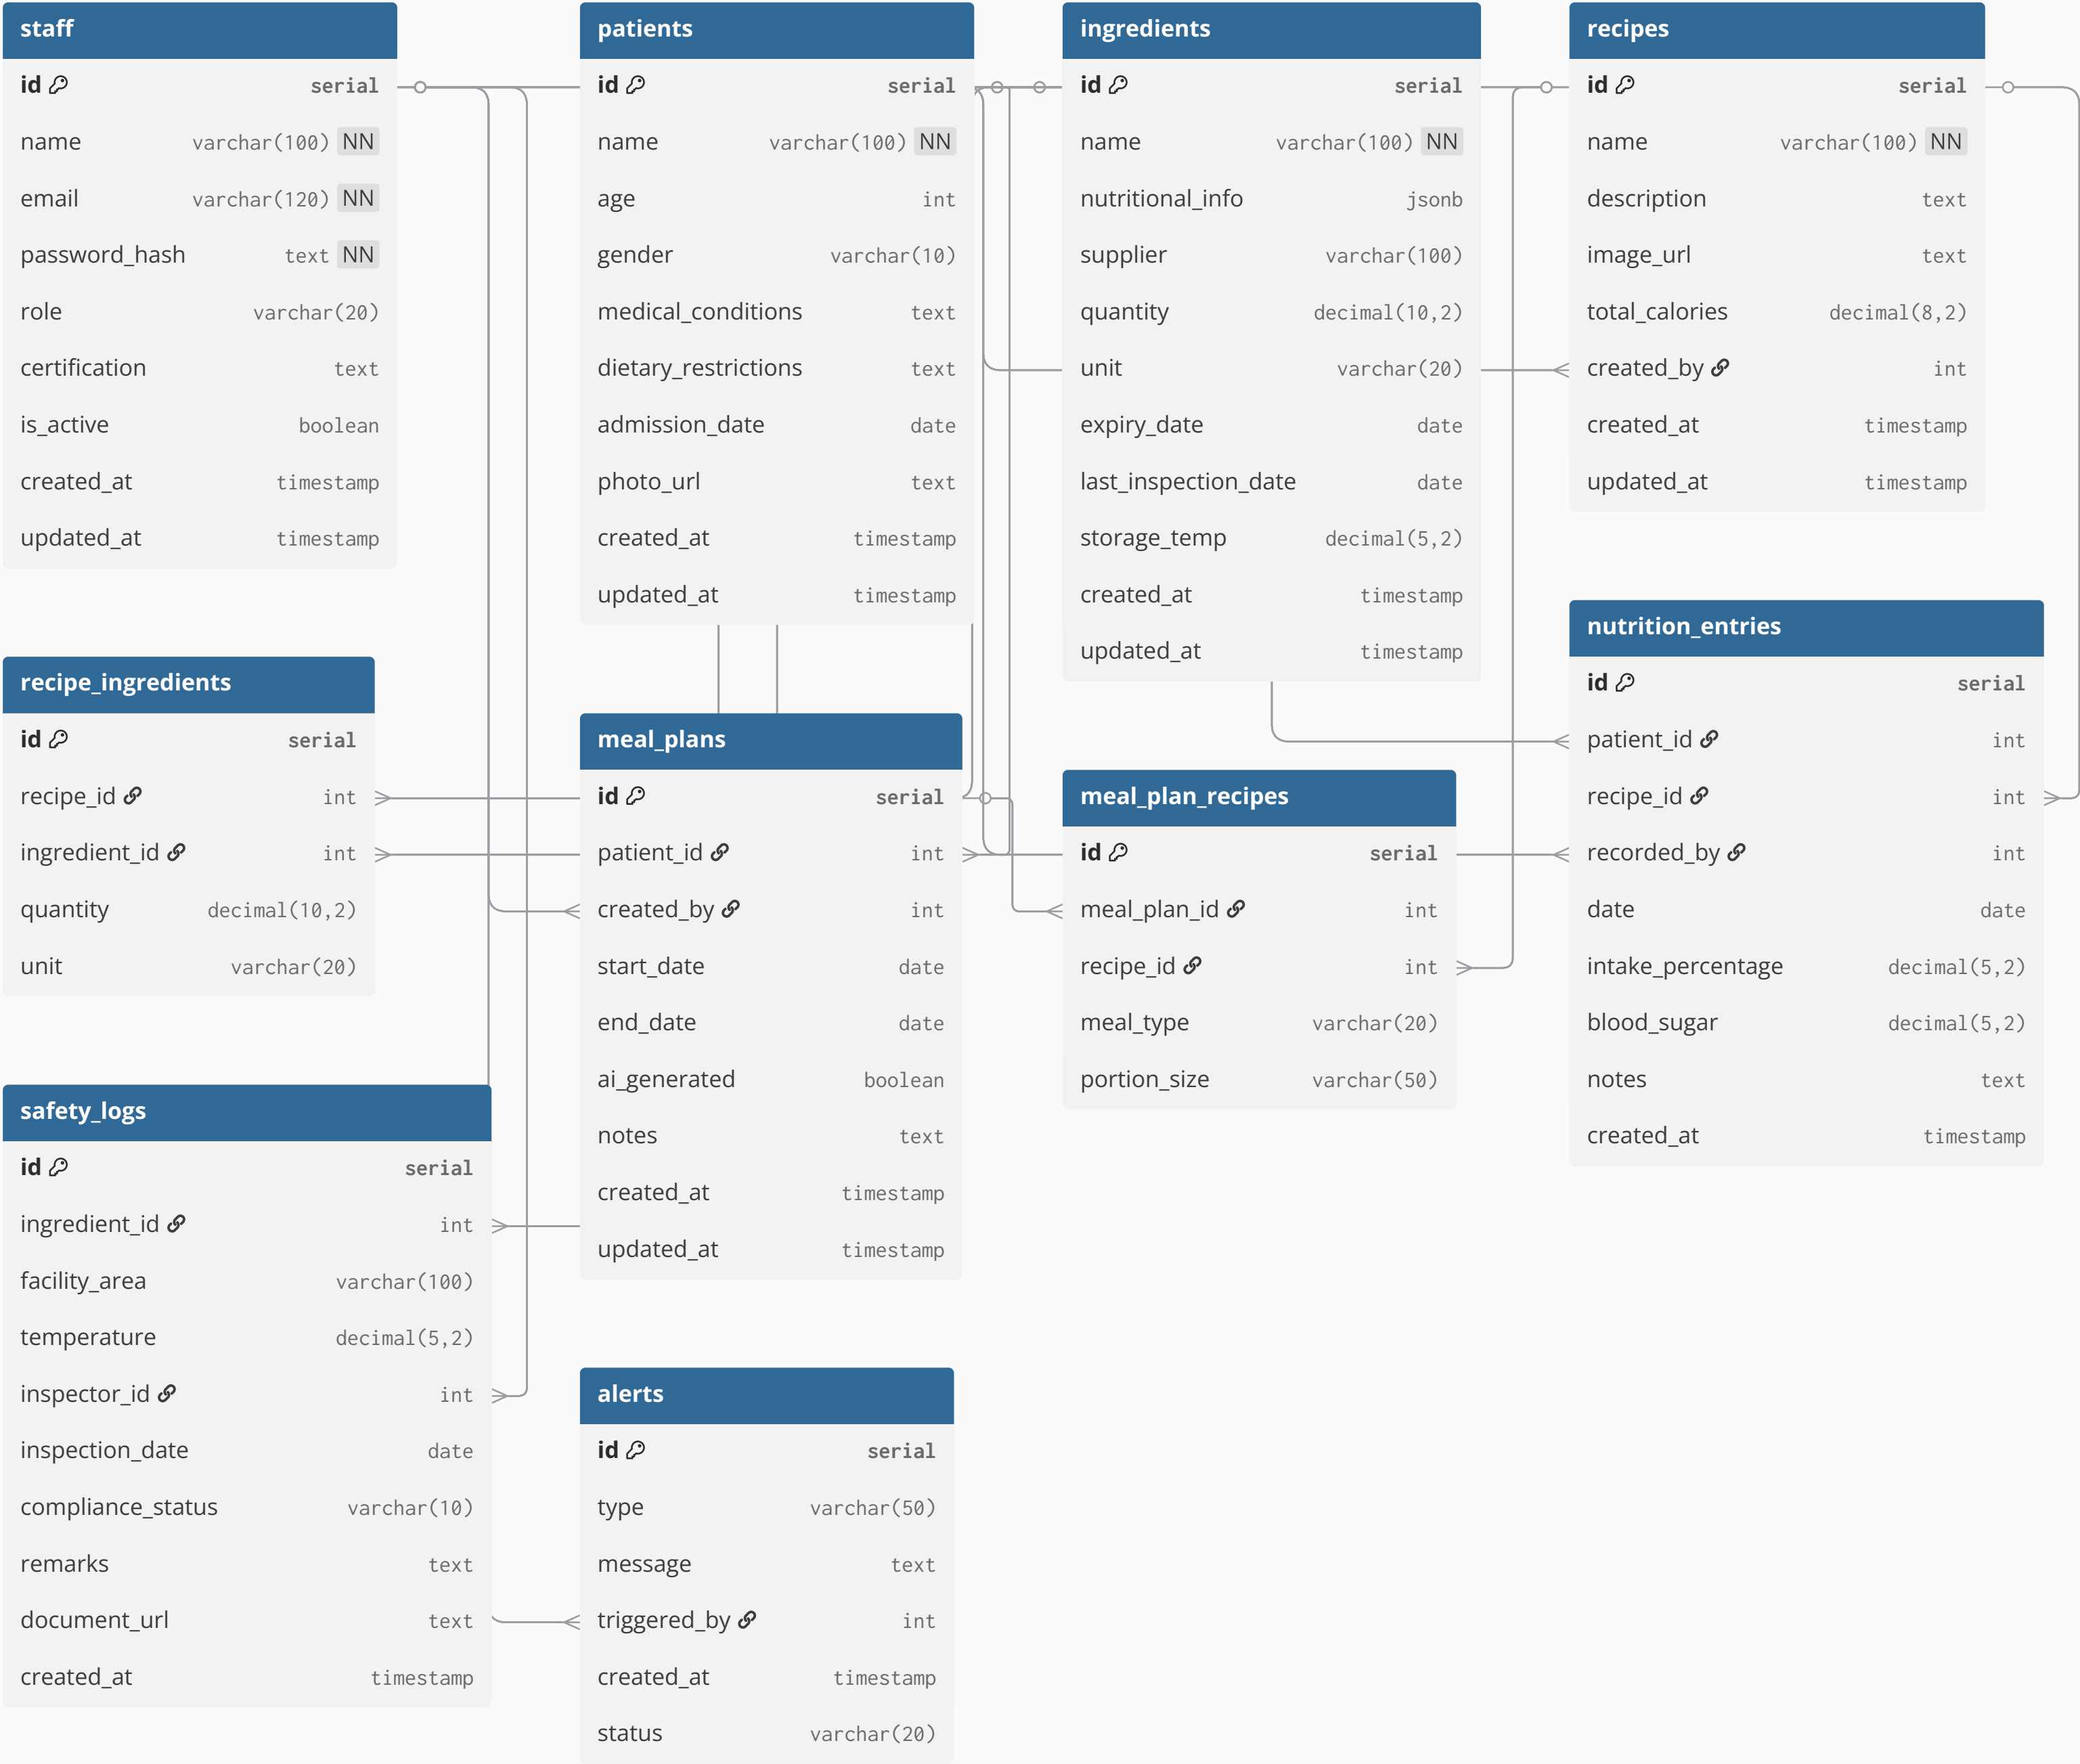 staff
id serial
name varchar(100) NN
email varchar(120) NN
password_hash text NN
role varchar(20)
certification text
is_active boolean
created_at timestamp
updated_at timestamp
patients
id serial
name varchar(100) NN
age int
gender varchar(10)
medical_conditions text
dietary_restrictions text
admission_date date
photo_url text
created_at timestamp
updated_at timestamp
ingredients
id serial
name varchar(100) NN
nutritional_info jsonb
supplier varchar(100)
quantity decimal(10,2)
unit varchar(20)
expiry_date date
last_inspection_date date
storage_temp decimal(5,2)
created_at timestamp
updated_at timestamp
recipes
id serial
name varchar(100) NN
description text
image_url text
total_calories decimal(8,2)
created_by int
created_at timestamp
updated_at timestamp
recipe_ingredients
id serial
recipe_id int
ingredient_id int
quantity decimal(10,2)
unit varchar(20)
meal_plans
id serial
patient_id int
created_by int
start_date date
end_date date
ai_generated boolean
notes text
created_at timestamp
updated_at timestamp
meal_plan_recipes
id serial
meal_plan_id int
recipe_id int
meal_type varchar(20)
portion_size varchar(50)
nutrition_entries
id serial
patient_id int
recipe_id int
recorded_by int
date date
intake_percentage decimal(5,2)
blood_sugar decimal(5,2)
notes text
created_at timestamp
safety_logs
id serial
ingredient_id int
facility_area varchar(100)
temperature decimal(5,2)
inspector_id int
inspection_date date
compliance_status varchar(10)
remarks text
document_url text
created_at timestamp
alerts
id serial
type varchar(50)
message text
triggered_by int
created_at timestamp
status varchar(20)